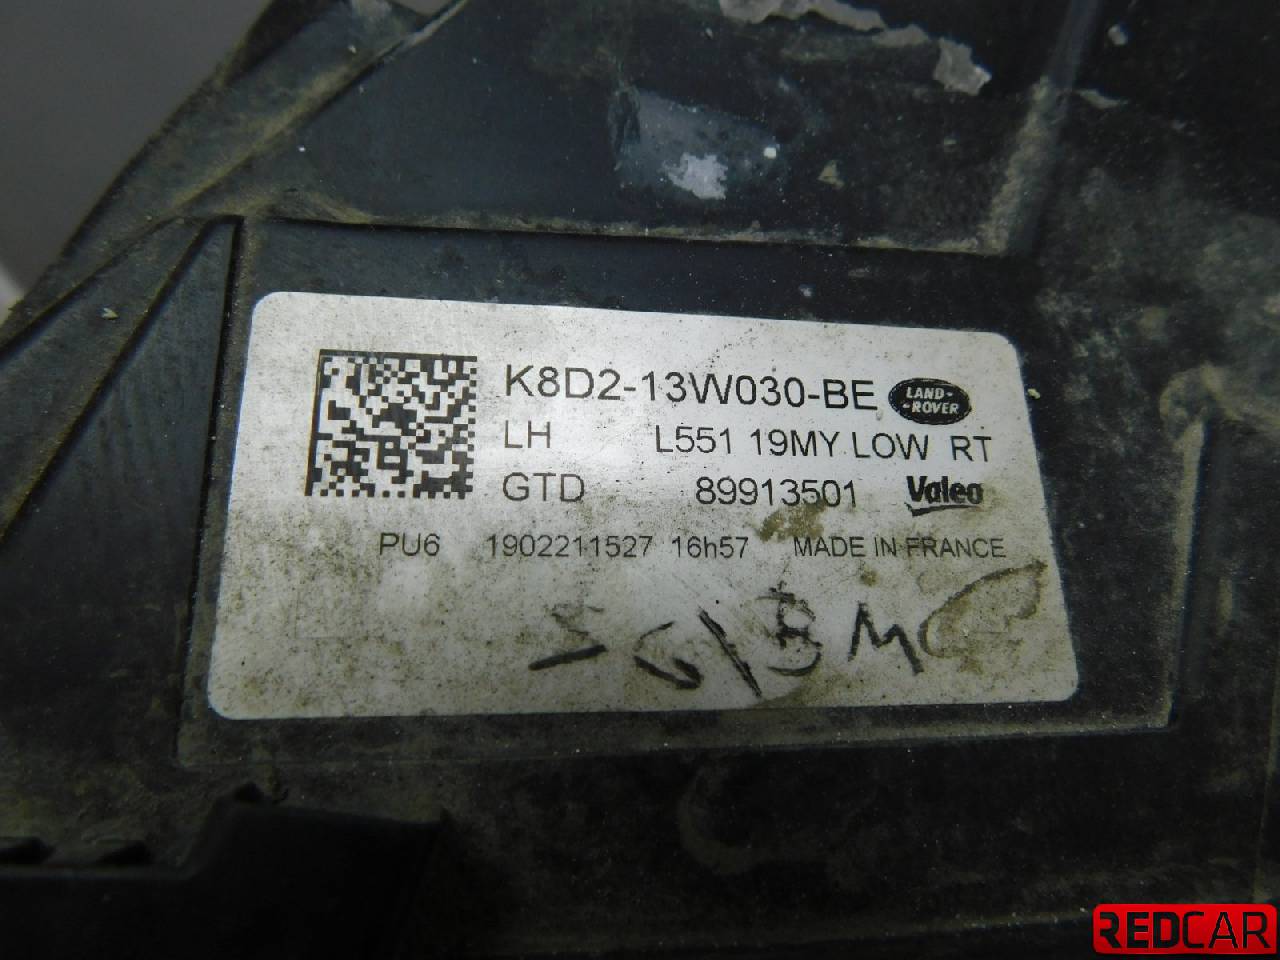 K8D2-13W030-BE LAND-
-ROVER
LH L551 19MY LOW RT
GTD 89913501 Valeo
PU6 1902211527 16h57 MADE IN FRANCE
REDCAR